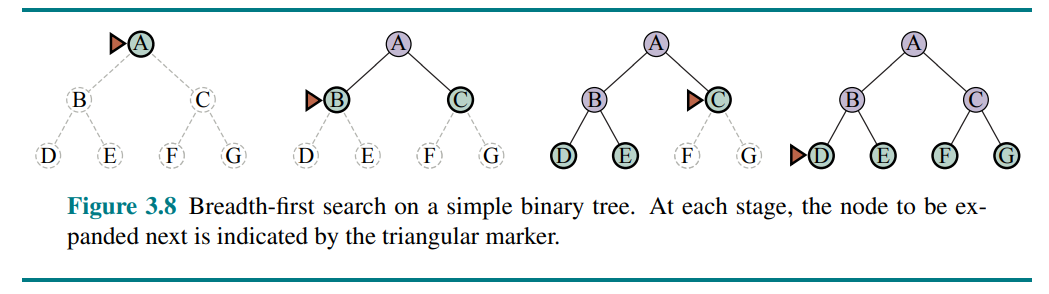 A A A A
B C B C B C B C
D E F G D E F G D E F G D E F G
Figure 3.8 Breadth-first search on a simple binary tree. At each stage, the node to be ex-
panded next is indicated by the triangular marker.